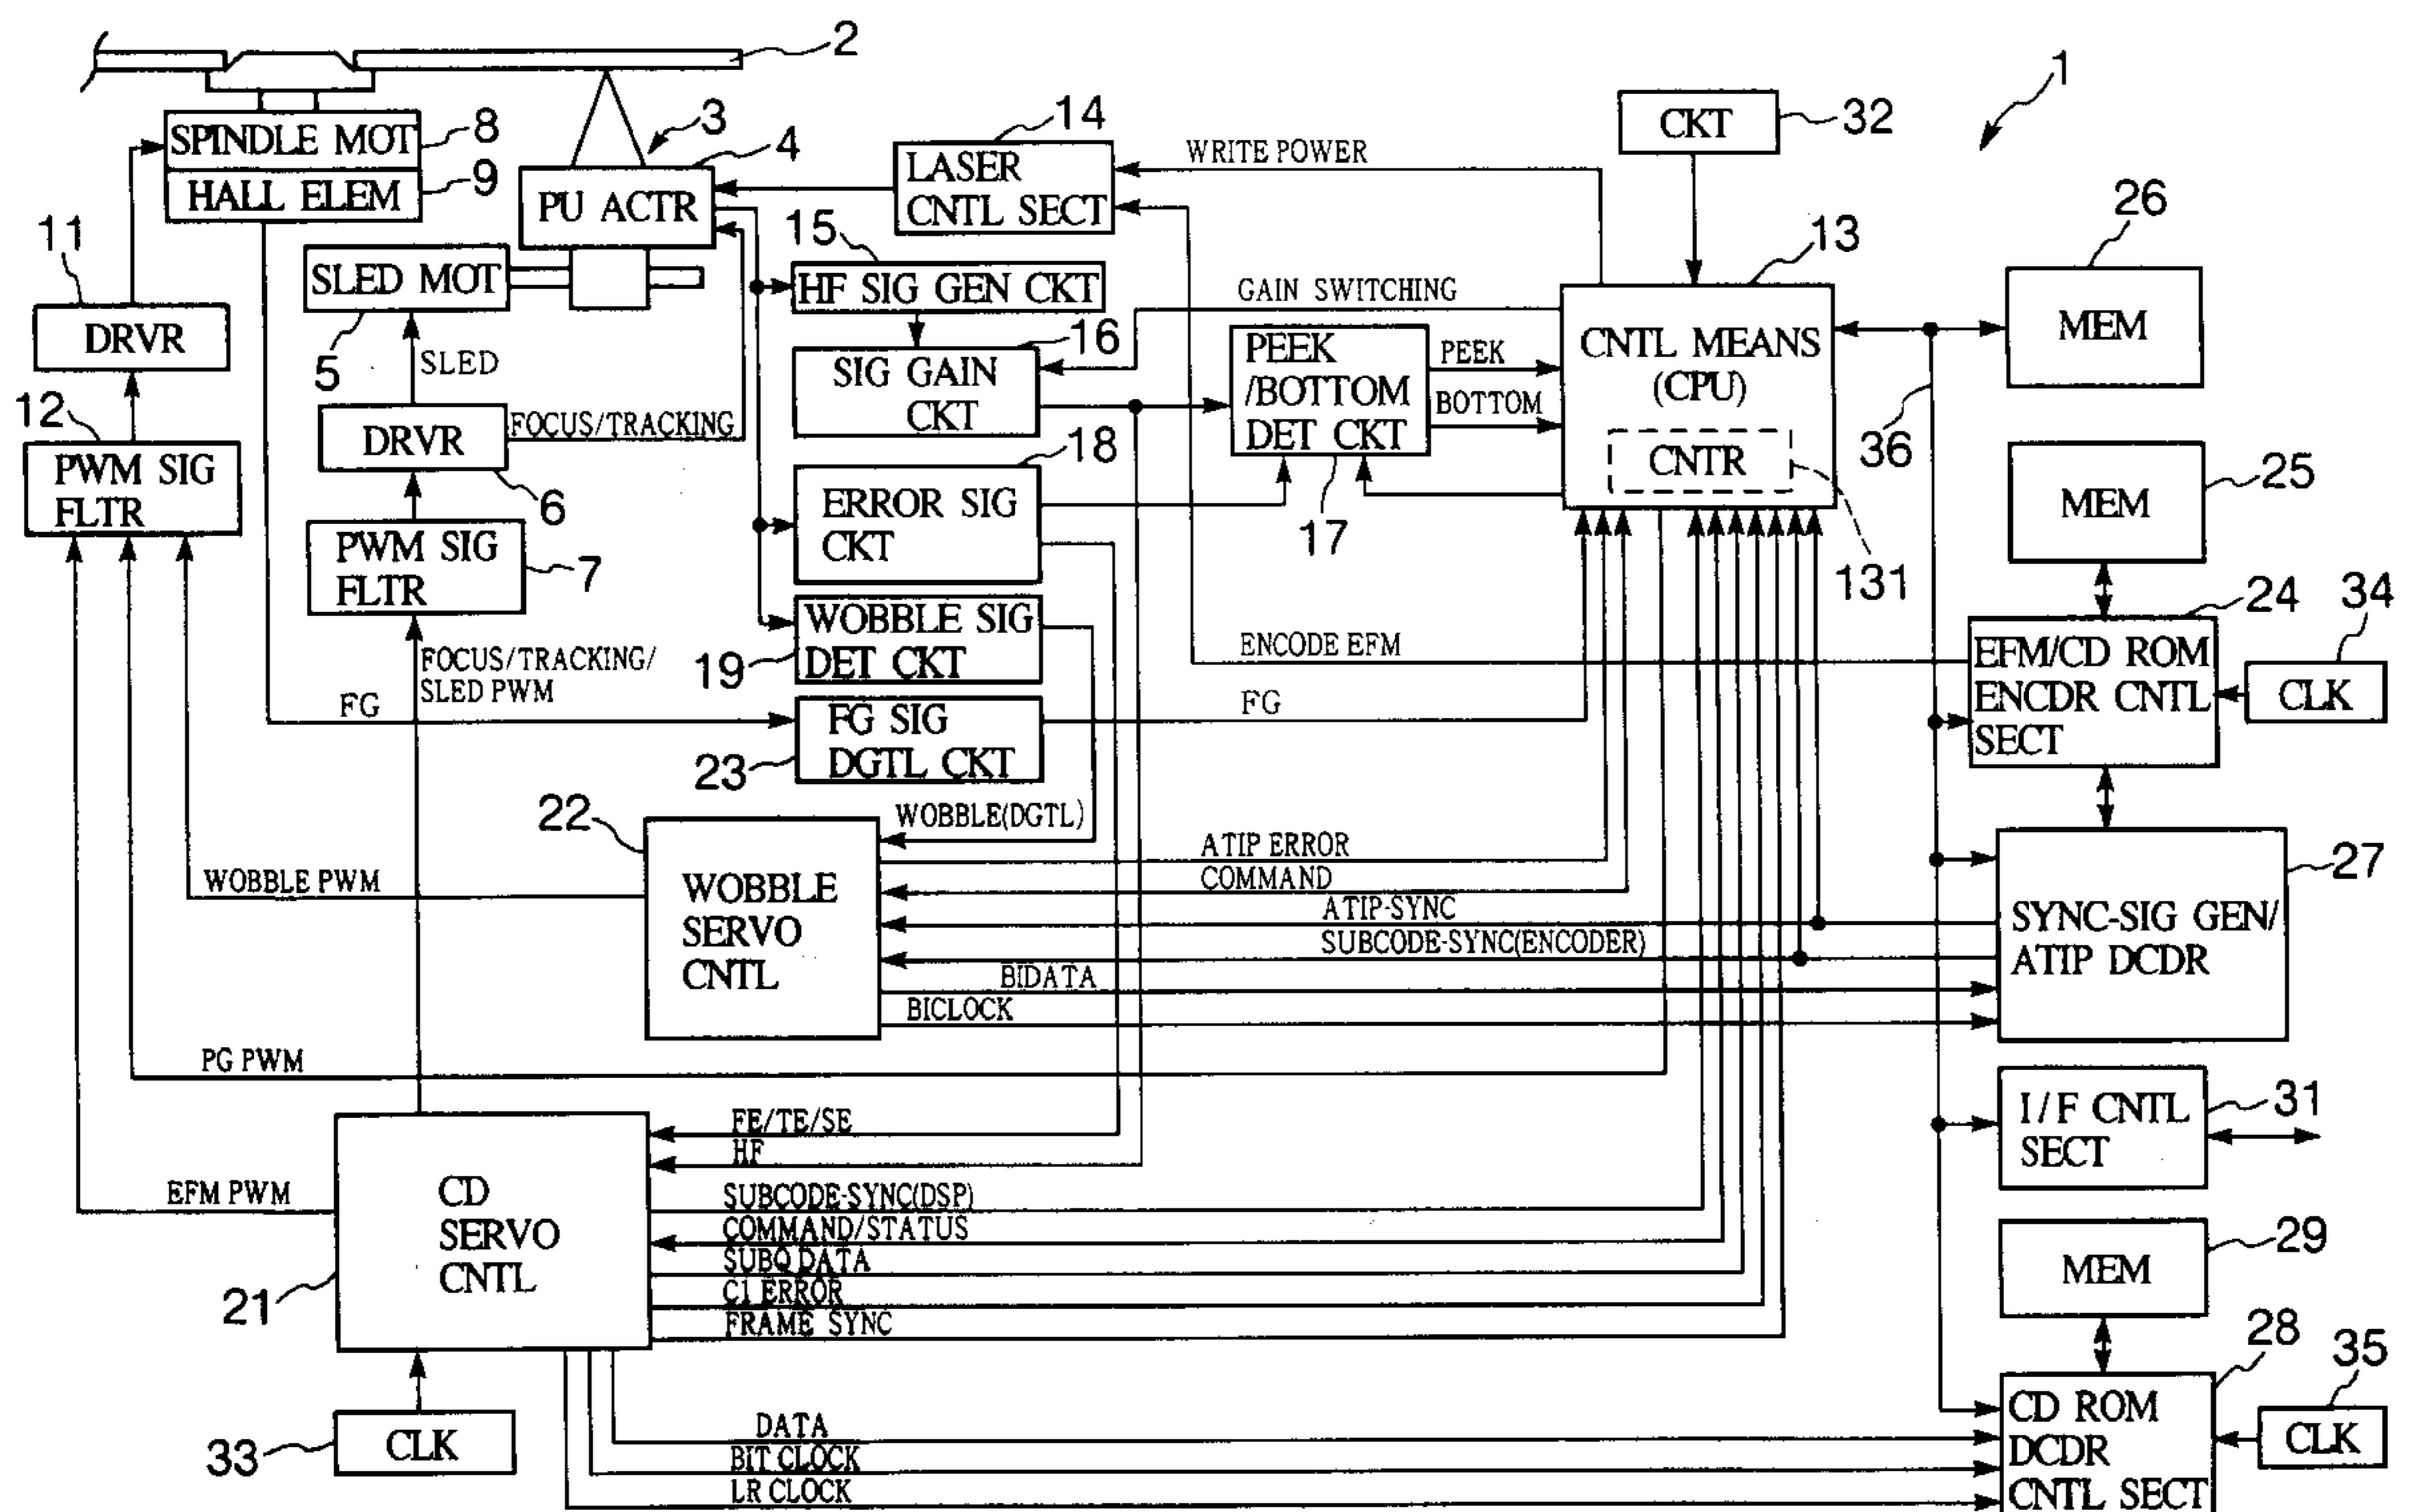 2
1
SPINDLE MOT
8
HALL ELEM
9
3
4
PU ACTR
14
LASER
CNTL SECT
WRITE POWER
CKT
32
11
DRVR
SLED MOT
5
SLED
15
HF SIG GEN CKT
16
SIG GAIN
CKT
GAIN SWITCHING
PEEK
/BOTTOM
DET CKT
17
PEEK
BOTTOM
13
CNTL MEANS
(CPU)
CNTR
131
36
26
MEM
12
PWM SIG
FLTR
DRVR
6
FOCUS/TRACKING
PWM SIG
FLTR
7
18
ERROR SIG
CKT
25
MEM
FOCUS/TRACKING/
SLED PWM
FG
WOBBLE SIG
DET CKT
19
FG SIG
DGTL CKT
23
ENCODE EFM
FG
24
EFM/CD ROM
ENCDR CNTL
SECT
34
CLK
22
WOBBLE
SERVO
CNTL
WOBBLE PWM
WOBBLE(DGTL)
ATIP ERROR
COMMAND
ATIP-SYNC
SUBCODE-SYNC(ENCODER)
BIDATA
BICLOCK
27
SYNC-SIG GEN/
ATIP DCDR
PG PWM
I/F CNTL
SECT
31
EFM PWM
CD
SERVO
CNTL
21
FE/TE/SE
HF
SUBCODE-SYNC(DSP)
COMMAND/STATUS
SUBQ DATA
C1 ERROR
FRAME SYNC
29
MEM
33
CLK
DATA
BIT CLOCK
LR CLOCK
28
CD ROM
DCDR
CNTL SECT
35
CLK